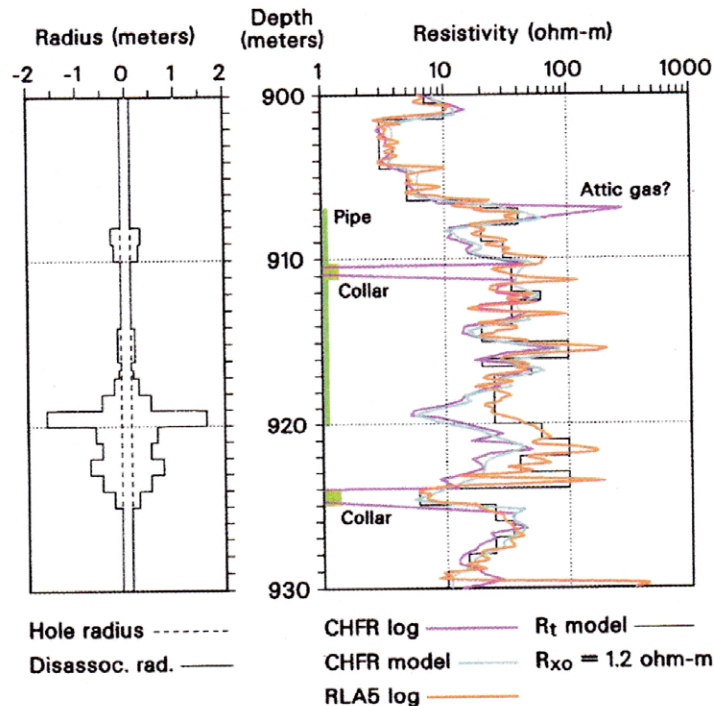 Radius (meters)
-2 -1 0 1 2
Depth
(meters)
Resistivity (ohm-m)
1 10 100 1000
900
Attic gas?
Pipe
910
Collar
920
Collar
930
Hole radius
Disassoc. rad.
CHFR log
CHFR model
RLA5 log
Rt model
Rxo = 1.2 ohm-m